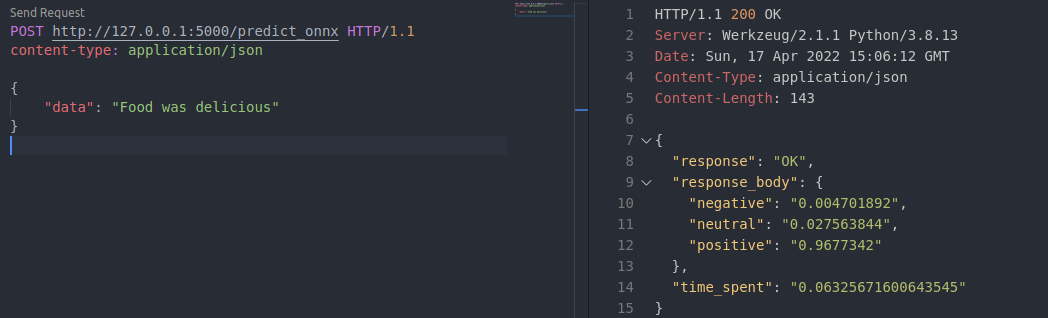 Send Request
POST http://127.0.0.1:5000/predict_onnx HTTP/1.1
content-type: application/json
{
"data": "Food was delicious"
}
1 HTTP/1.1 200 OK
2 Server: Werkzeug/2.1.1 Python/3.8.13
3 Date: Sun, 17 Apr 2022 15:06:12 GMT
4 Content-Type: application/json
5 Content-Length: 143
6
7 {
8 "response": "OK",
9 "response_body": {
10 "negative": "0.004701892",
11 "neutral": "0.027563844",
12 "positive": "0.9677342"
13 },
14 "time_spent": "0.06325671600643545"
15 }